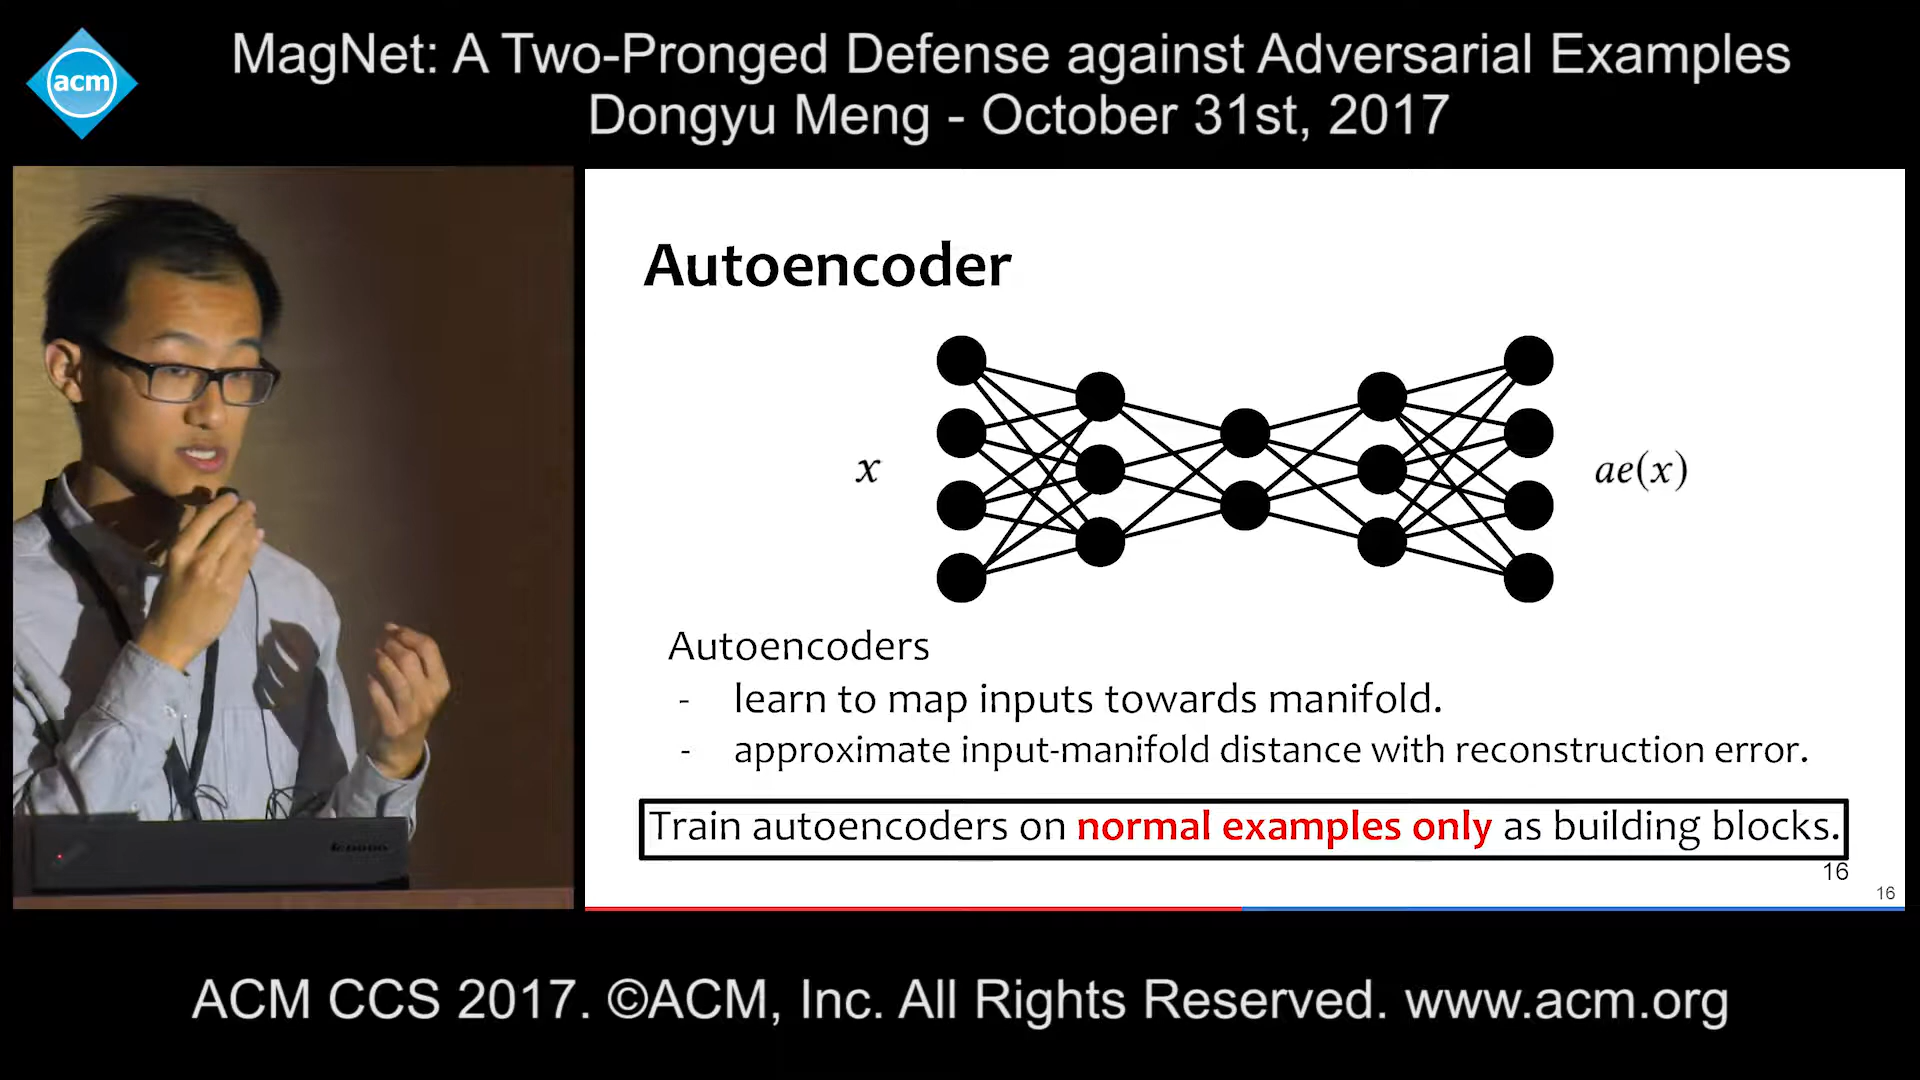 acm
MagNet: A Two-Pronged Defense against Adversarial Examples
Dongyu Meng - October 31st, 2017
Autoencoder
x
ae(x)
Autoencoders
- learn to map inputs towards manifold.
- approximate input-manifold distance with reconstruction error.
Train autoencoders on normal examples only as building blocks.
16
16
lenovo
ACM CCS 2017. ©ACM, Inc. All Rights Reserved. www.acm.org